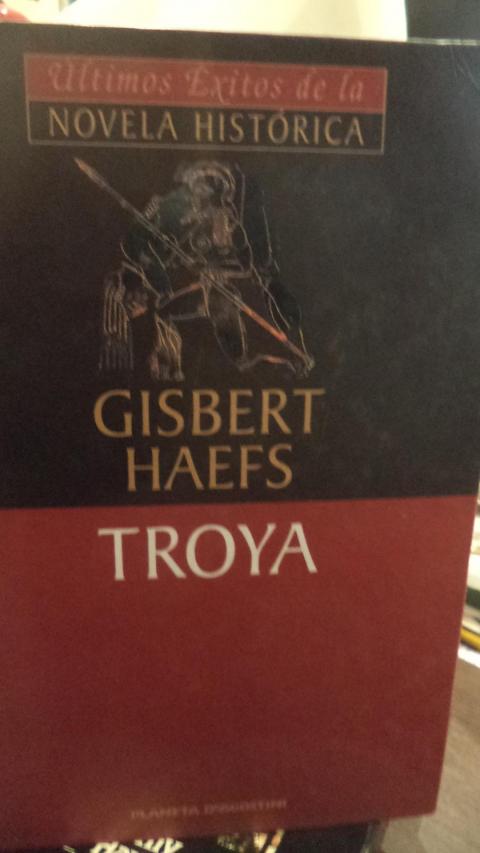 Últimos Éxitos de la
NOVELA HISTÓRICA
GISBERT
HAEFS
TROYA
PLANETA DEAGOSTINI